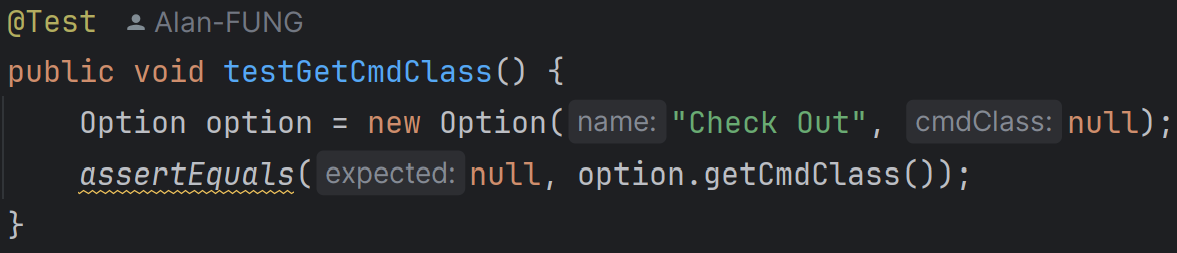 @Test Alan-FUNG
public void testGetCmdClass() {
Option option = new Option( name: "Check Out", cmdClass: null);
assertEquals( expected: null, option.getCmdClass());
}